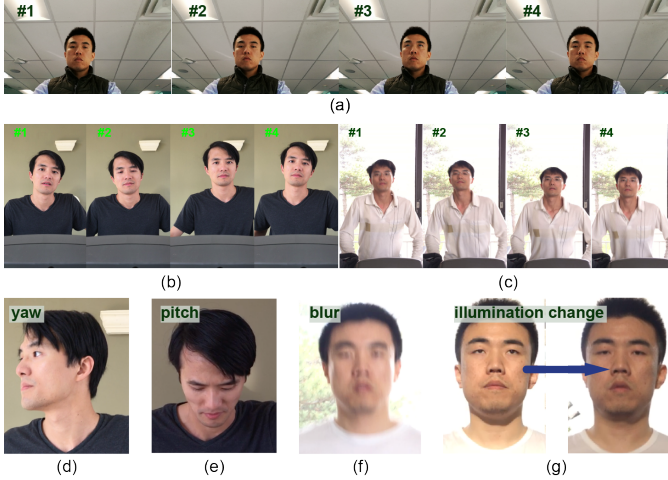 #1 #2 #3 #4
(a)
#1 #2 #3 #4 #1 #2 #3 #4
(b) (c)
yaw pitch blur illumination change
(d) (e) (f) (g)